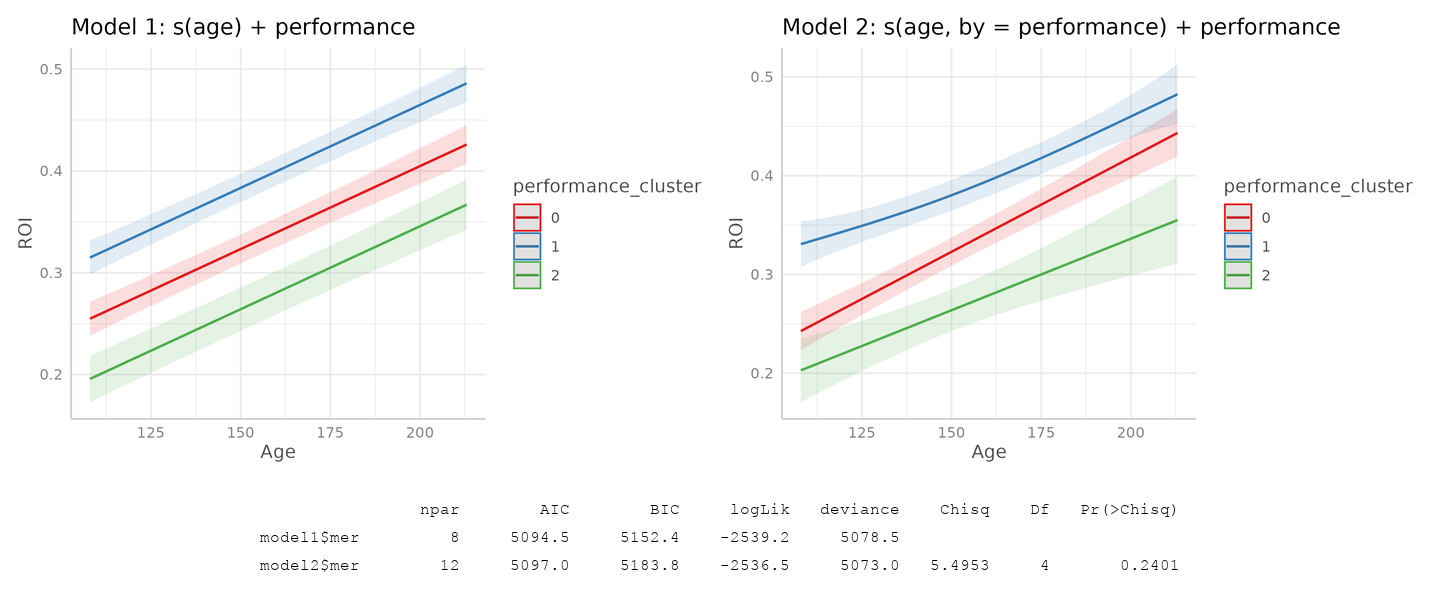 Model 1: s(age) + performance
0.5
0.4
0.3
0.2
ROI
125 150 175 200
Age
performance_cluster
0
1
2
Model 2: s(age, by = performance) + performance
0.5
0.4
0.3
0.2
ROI
125 150 175 200
Age
performance_cluster
0
1
2
npar AIC BIC logLik deviance Chisq Df Pr(>Chisq)
model1$mer 8 5094.5 5152.4 -2539.2 5078.5
model2$mer 12 5097.0 5183.8 -2536.5 5073.0 5.4953 4 0.2401